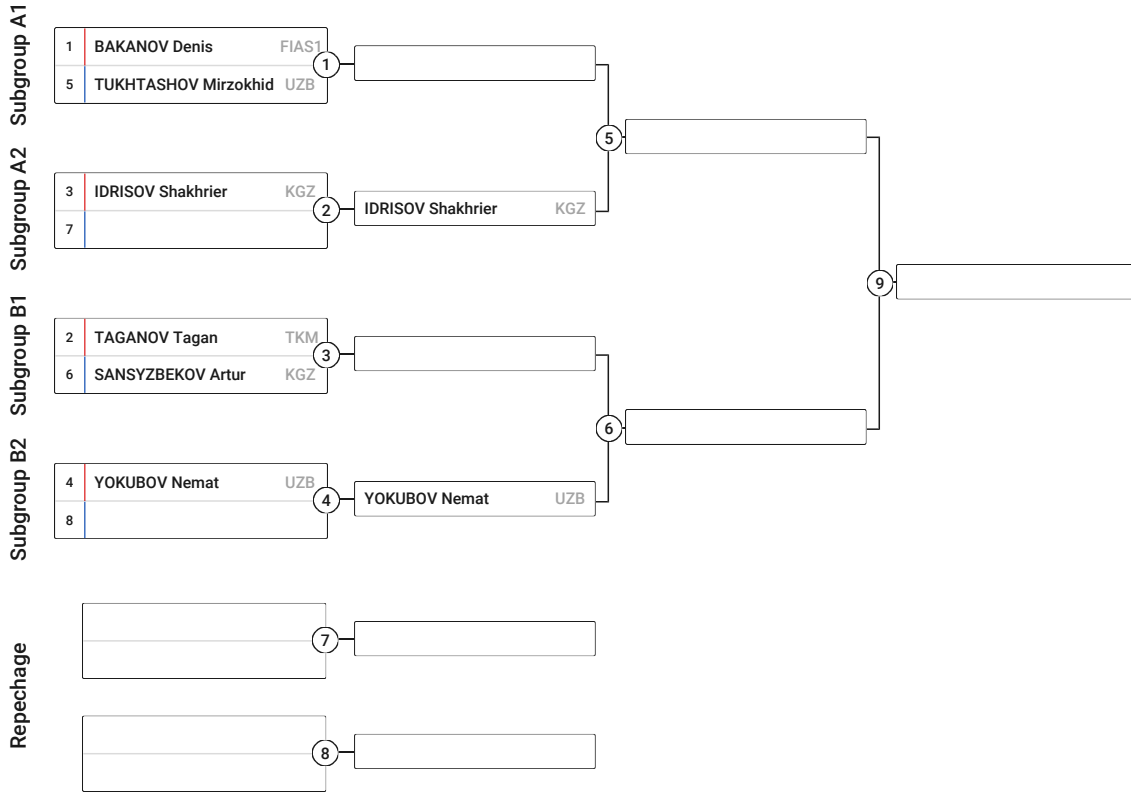 Subgroup A1
1 BAKANOV Denis FIAS1
5 TUKHTASHOV Mirzokhid UZB
1
5
Subgroup A2
3 IDRISOV Shakhrier KGZ
7
2
IDRISOV Shakhrier KGZ
9
Subgroup B1
2 TAGANOV Tagan TKM
6 SANSYZBEKOV Artur KGZ
3
6
Subgroup B2
4 YOKUBOV Nemat UZB
8
4
YOKUBOV Nemat UZB
Repechage
7
8